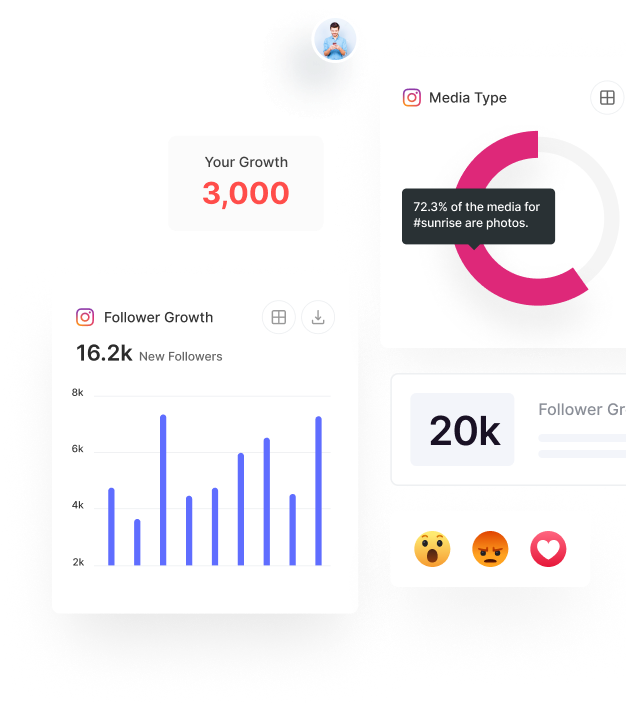 Media Type
Your Growth
3,000
72.3% of the media for
#sunrise are photos.
Follower Growth
16.2k New Followers
8k
6k
4k
2k
20k
Follower Gr